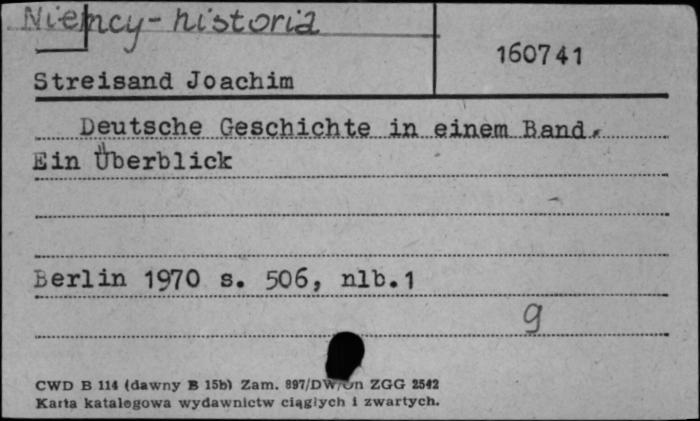 Niemcy - historia
160741
Streisand Joachim
Deutsche Geschichte in einem Band.
Ein Überblick
Berlin 1970 s. 506, nlb.1
g
CWD B 114 (dawny B 15b) Zam. 897/DW/On ZGG 2542
Karta katalogowa wydawnictw ciągłych i zwartych.